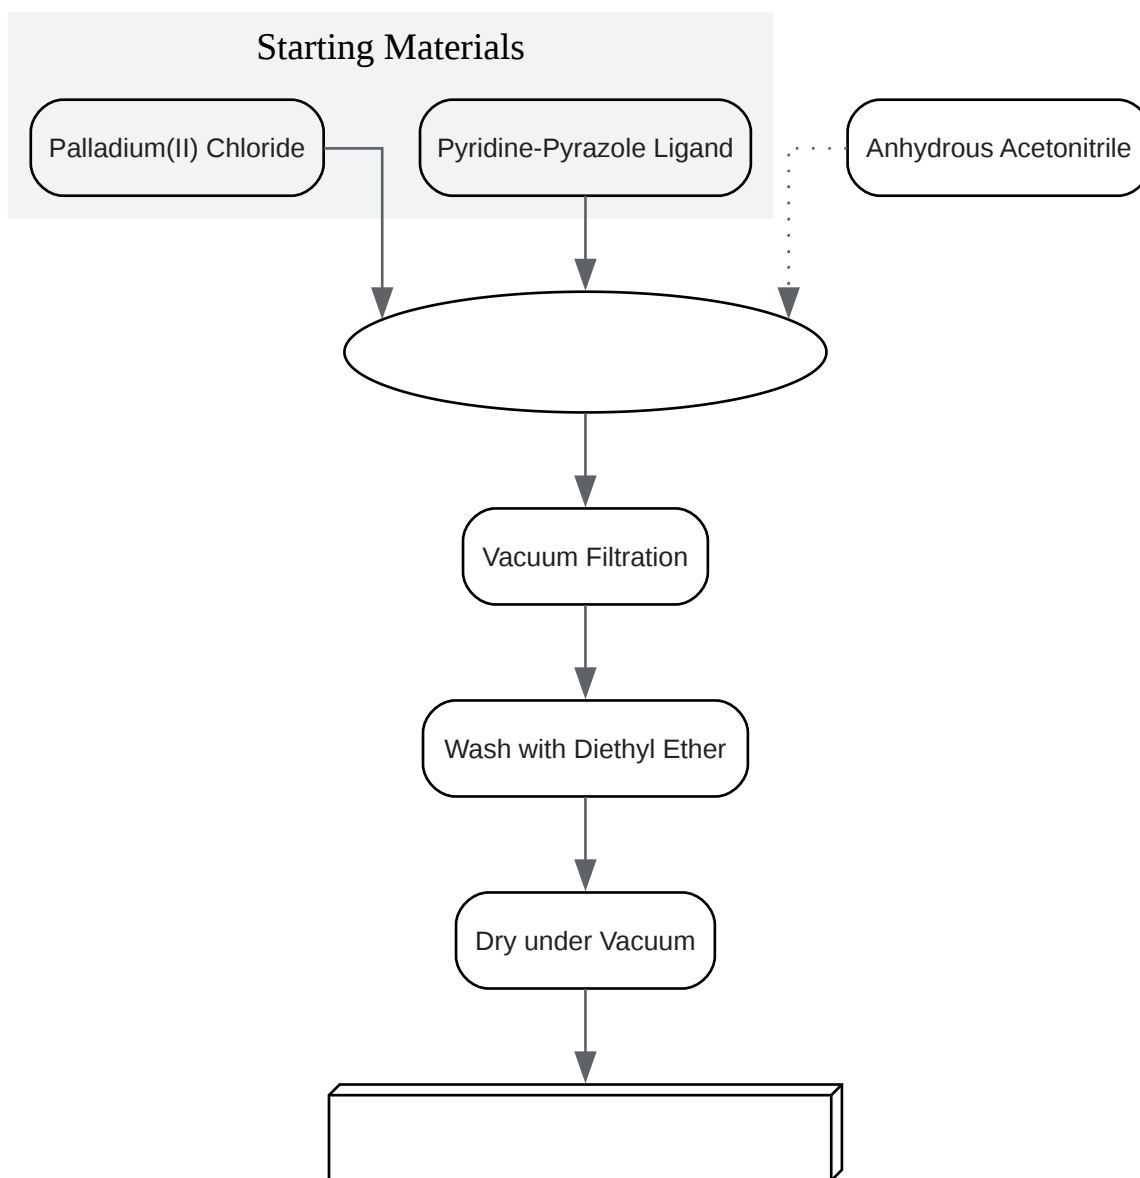 Starting Materials
Palladium(II) Chloride
Pyridine-Pyrazole Ligand
Anhydrous Acetonitrile
Vacuum Filtration
Wash with Diethyl Ether
Dry under Vacuum